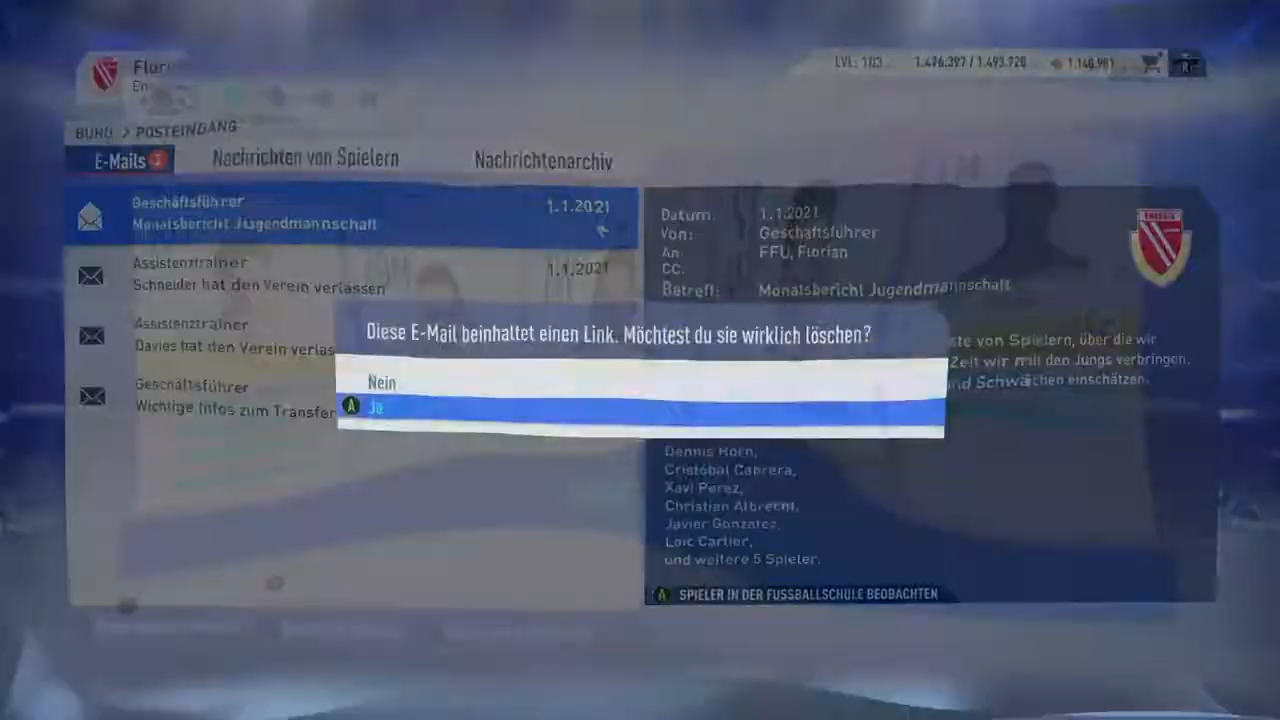 Flor
En
LVL: 103 1.476.397 / 1.493.720 1.140.981
BÜRO > POSTEINGANG
E-Mails Nachrichten von Spielern Nachrichtenarchiv
Geschäftsführer 1.1.2021
Monatsbericht Jugendmannschaft
Assistenztrainer 1.1.2021
Schneider hat den Verein verlassen
Assistenztrainer
Davies hat den Verein verlas
Geschäftsführer
Wichtige Infos zum Transfer
Datum: 1.1.2021
Von: Geschäftsführer
An: FFU, Florian
CC:
Betreff: Monatsbericht Jugendmannschaft
ENERGIE
Diese E-Mail beinhaltet einen Link. Möchtest du sie wirklich löschen?
Nein
A Ja
ste von Spielern, über die wir
Zeit wir mit den Jungs verbringen,
nd Schwächen einschätzen.
Dennis Horn,
Cristóbal Cabrera,
Xavi Perez,
Christian Albrecht,
Javier Gonzalez,
Loic Cartier,
und weitere 5 Spieler.
A SPIELER IN DER FUSSBALLSCHULE BEOBACHTEN